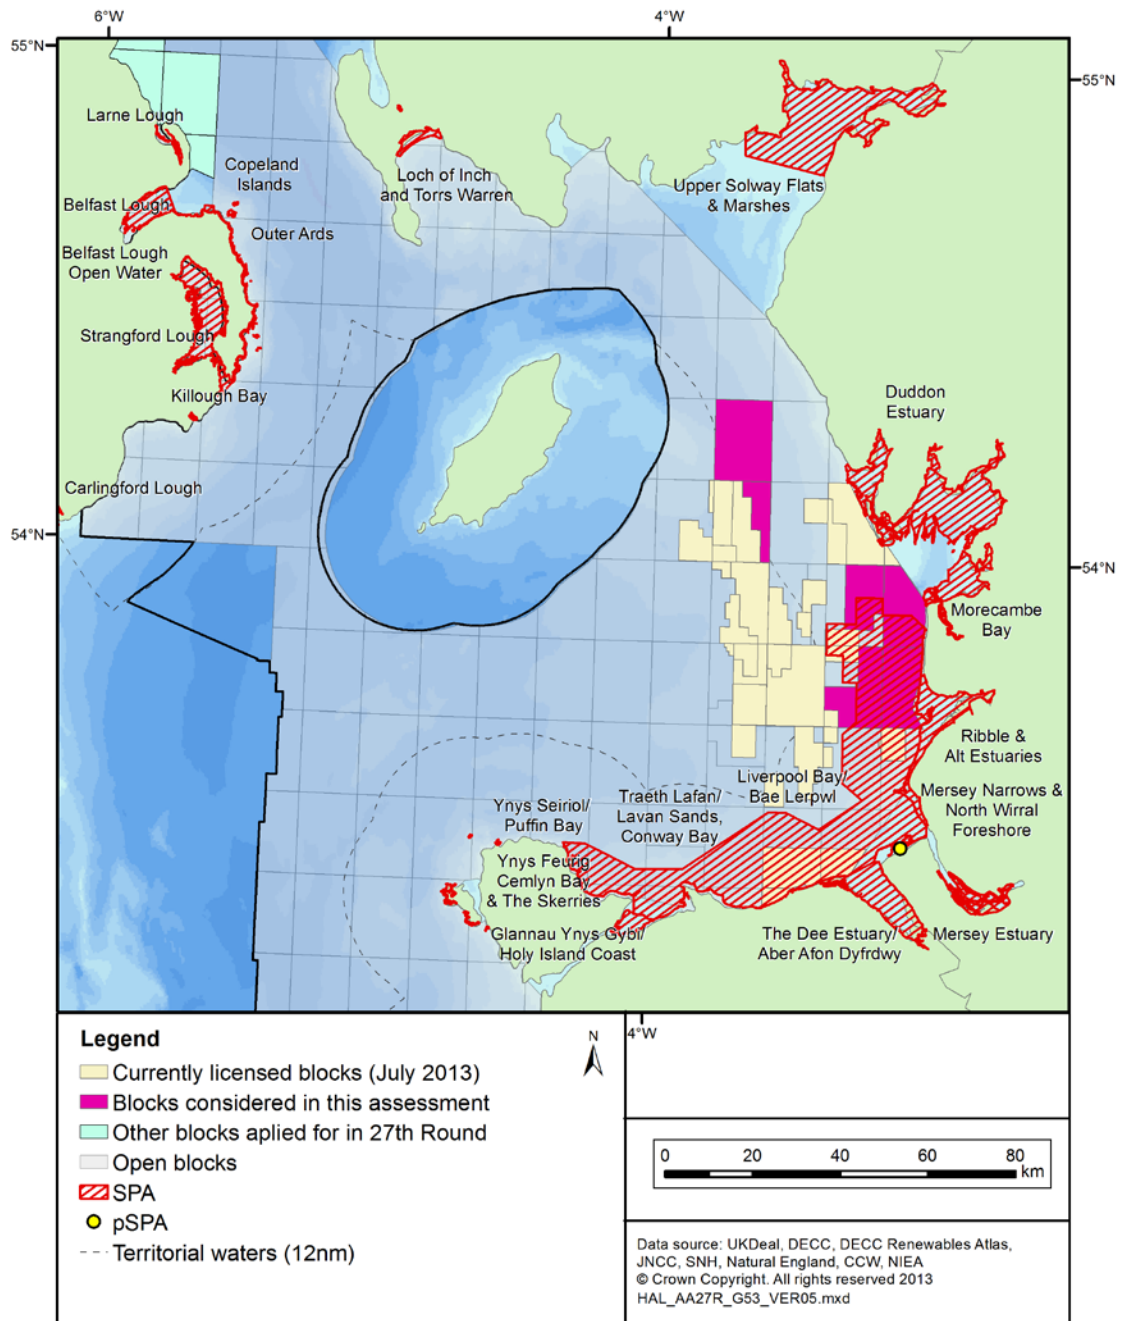 6°W
4°W
55°N
55°N
Larne Lough
Copeland
Islands
Loch of Inch
and Torrs Warren
Upper Solway Flats
& Marshes
Belfast Lough
Outer Ards
Belfast Lough
Open Water
Strangford Lough
Killough Bay
Duddon
Estuary
Carlingford Lough
54°N
54°N
Morecambe
Bay
Ribble &
Alt Estuaries
Liverpool Bay/
Bae Lerpwl
Mersey Narrows &
North Wirral
Foreshore
Traeth Lafan/
Lavan Sands,
Conway Bay
Ynys Seiriol/
Puffin Bay
Ynys Feurig
Cemlyn Bay
& The Skerries
Glannau Ynys Gybi/
Holy Island Coast
The Dee Estuary/
Aber Afon Dyfrdwy
Mersey Estuary
4°W
Legend
N
Currently licensed blocks (July 2013)
Blocks considered in this assessment
Other blocks aplied for in 27th Round
Open blocks
SPA
pSPA
Territorial waters (12nm)
0 20 40 60 80
km
Data source: UKDeal, DECC, DECC Renewables Atlas,
JNCC, SNH, Natural England, CCW, NIEA
© Crown Copyright. All rights reserved 2013
HAL_AA27R_G53_VER05.mxd